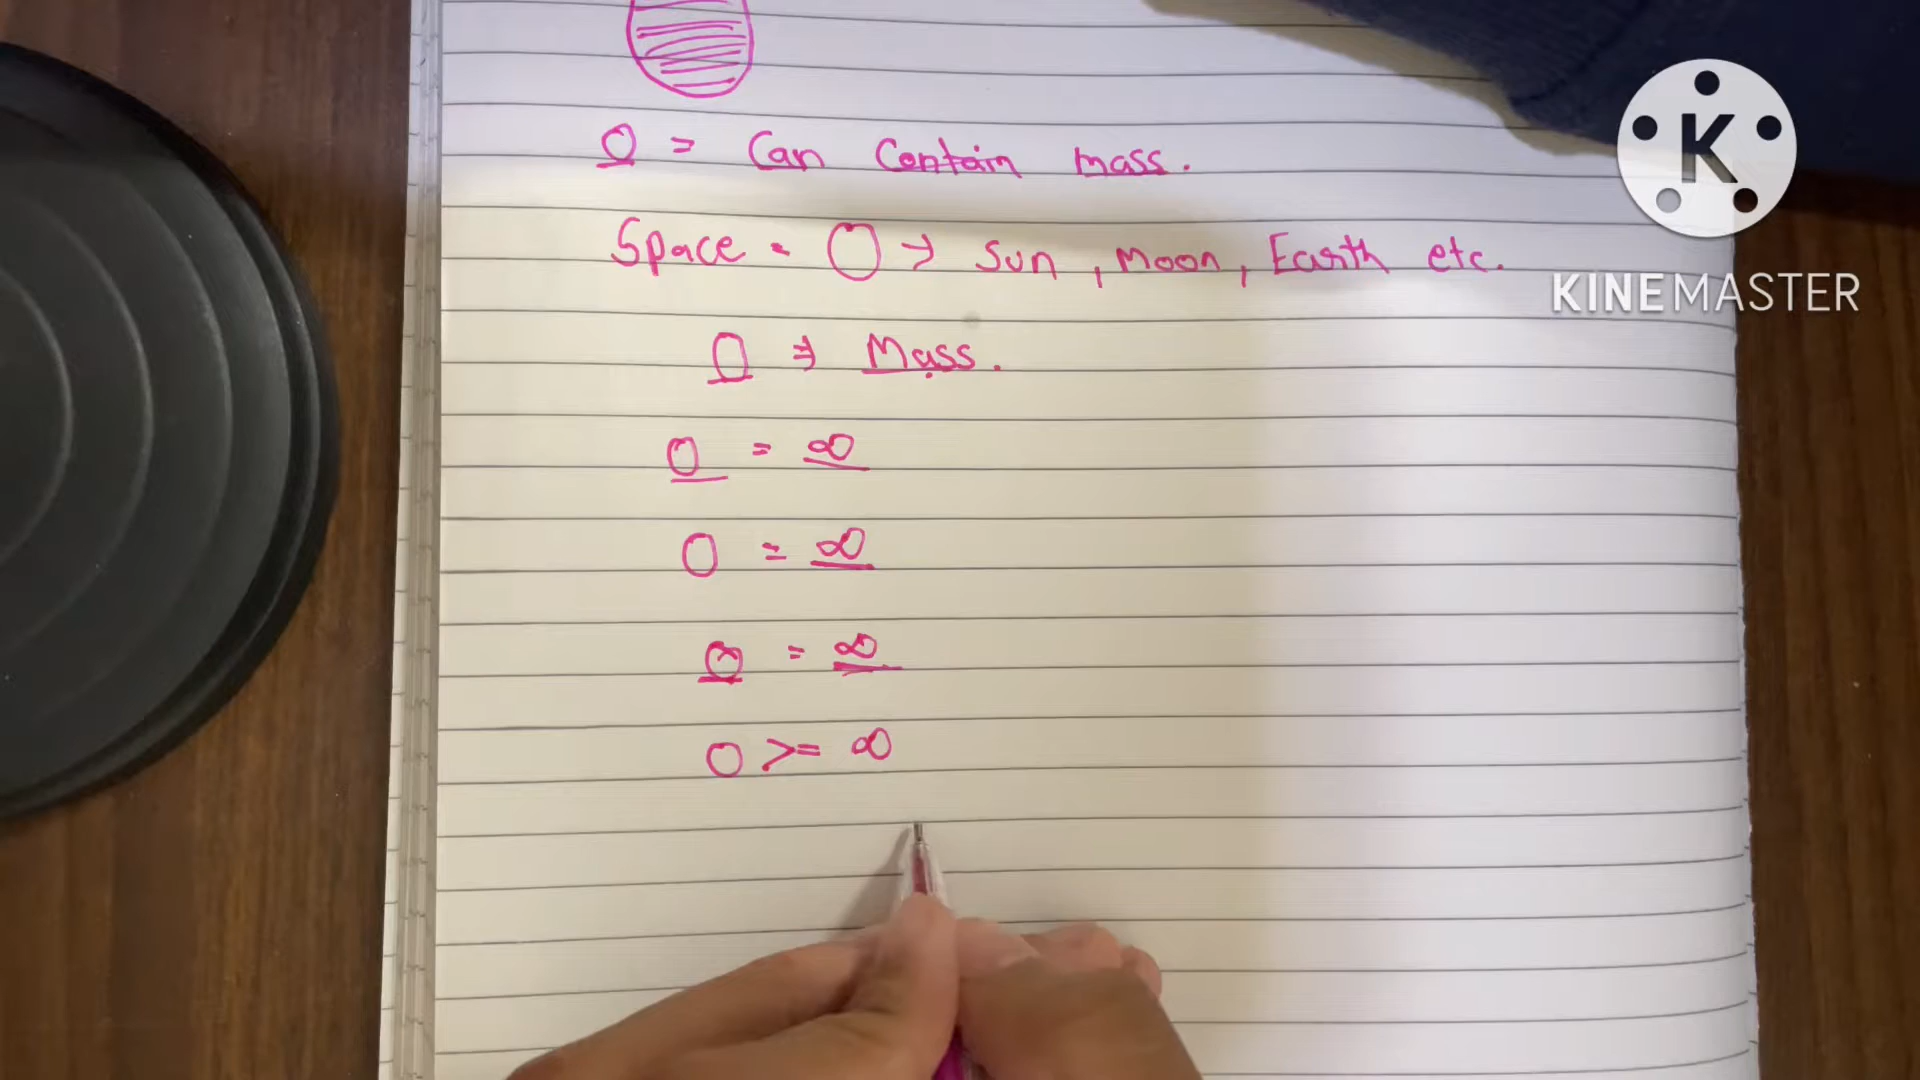 0 = Can Contain mass.
Space = 0 → Sun, Moon, Earth etc.
0 ⇒ Mass.
0 = ∞
0 = ∞
0 = ∞
0 >= ∞
K
KINEMASTER